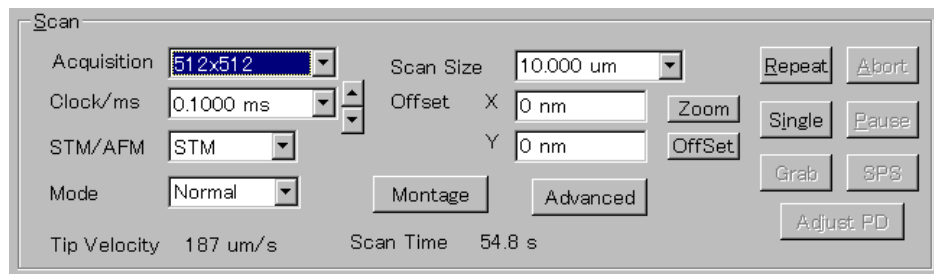 Scan
Acquisition 512x512 Scan Size 10.000 um Repeat Abort
Clock/ms 0.1000 ms Offset X 0 nm Zoom Single Pause
STM/AFM STM Y 0 nm OffSet
Mode Normal Montage Advanced Grab SPS
Tip Velocity 187 um/s Scan Time 54.8 s Adjust PD